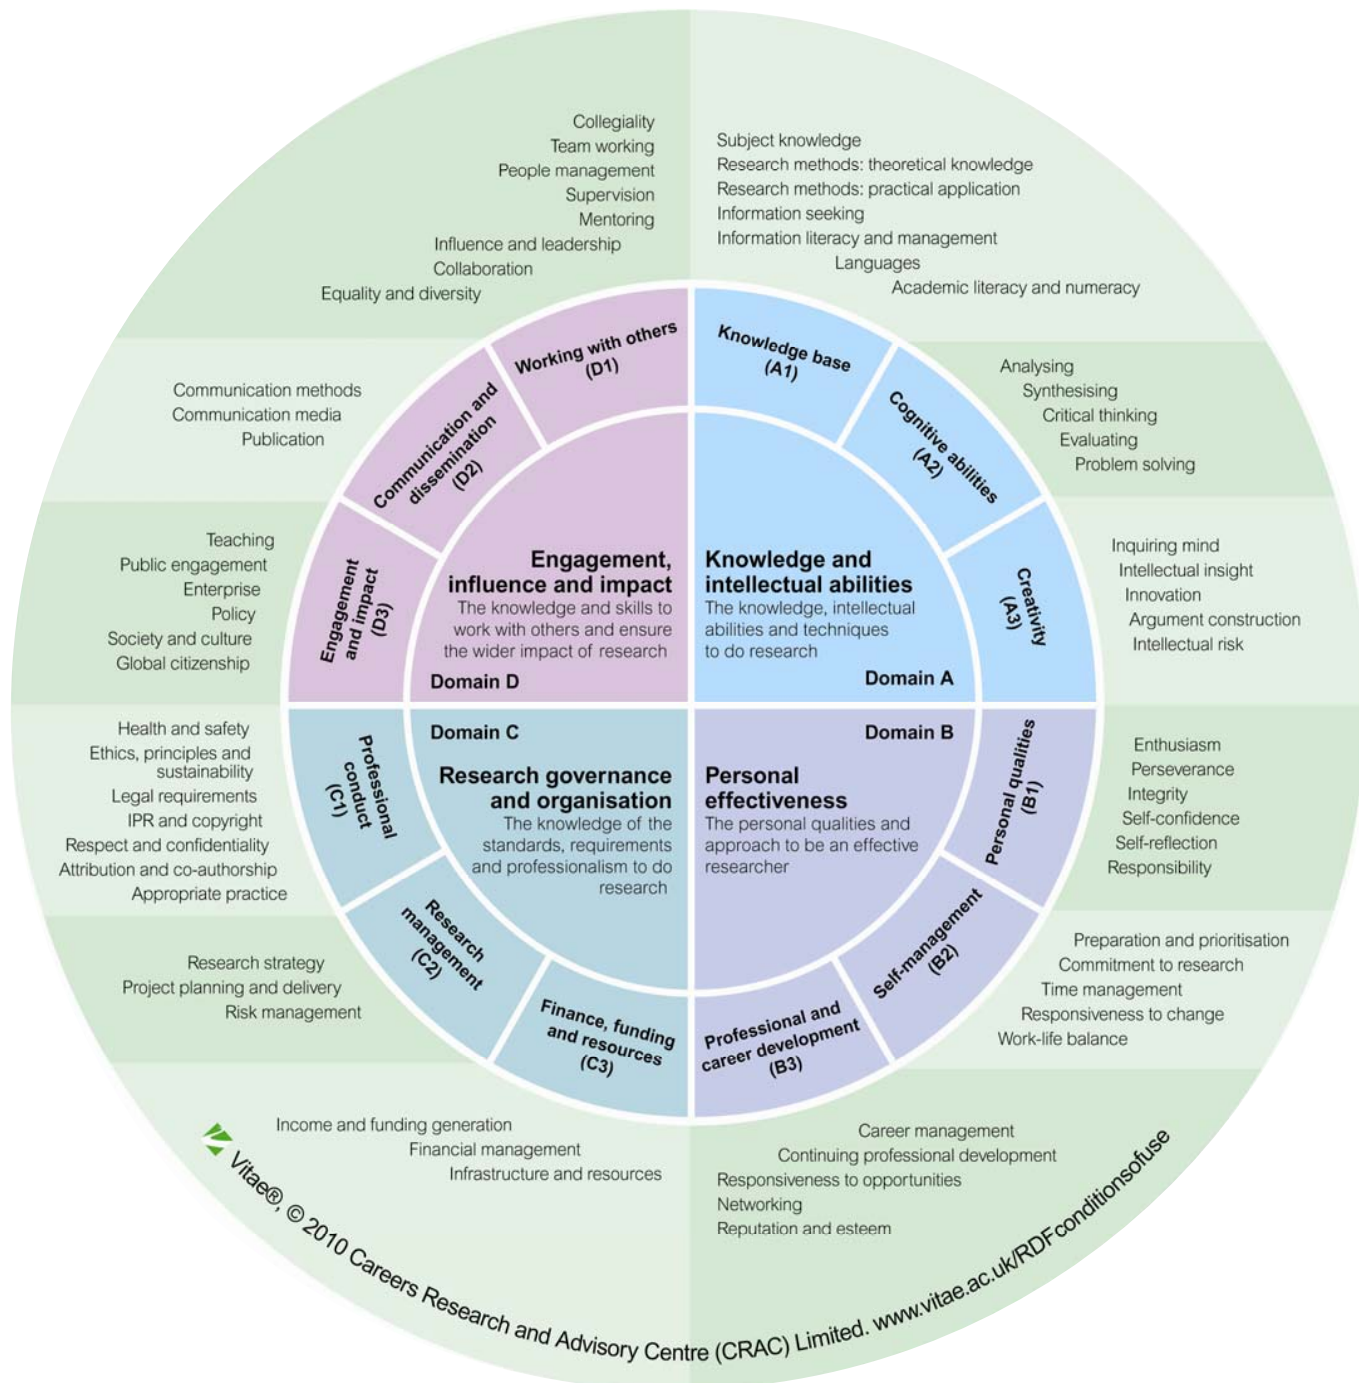 Collegiality
Team working
People management
Supervision
Mentoring
Influence and leadership
Collaboration
Equality and diversity
Subject knowledge
Research methods: theoretical knowledge
Research methods: practical application
Information seeking
Information literacy and management
Languages
Academic literacy and numeracy
Working with others
(D1)
Knowledge base
(A1)
Communication methods
Communication media
Publication
Communication and
dissemination
(D2)
Cognitive abilities
(A2)
Analysing
Synthesising
Critical thinking
Evaluating
Problem solving
Teaching
Public engagement
Enterprise
Policy
Society and culture
Global citizenship
Engagement
and impact
(D3)
Engagement,
influence and impact
The knowledge and skills to
work with others and ensure
the wider impact of research
Domain D
Knowledge and
intellectual abilities
The knowledge, intellectual
abilities and techniques
to do research
Domain A
Creativity
(A3)
Inquiring mind
Intellectual insight
Innovation
Argument construction
Intellectual risk
Health and safety
Ethics, principles and
sustainability
Legal requirements
IPR and copyright
Respect and confidentiality
Attribution and co-authorship
Appropriate practice
Professional
conduct
(C1)
Domain C
Research governance
and organisation
The knowledge of the
standards, requirements
and professionalism to do
research
Domain B
Personal
effectiveness
The personal qualities and
approach to be an effective
researcher
Personal qualities
(B1)
Enthusiasm
Perseverance
Integrity
Self-confidence
Self-reflection
Responsibility
Research strategy
Project planning and delivery
Risk management
Research
management
(C2)
Self-management
(B2)
Preparation and prioritisation
Commitment to research
Time management
Responsiveness to change
Work-life balance
Finance, funding
and resources
(C3)
Professional and
career development
(B3)
Income and funding generation
Financial management
Infrastructure and resources
Career management
Continuing professional development
Responsiveness to opportunities
Networking
Reputation and esteem
Vitae®, © 2010 Careers Research and Advisory Centre (CRAC) Limited. www.vitae.ac.uk/RDFconditionsofuse